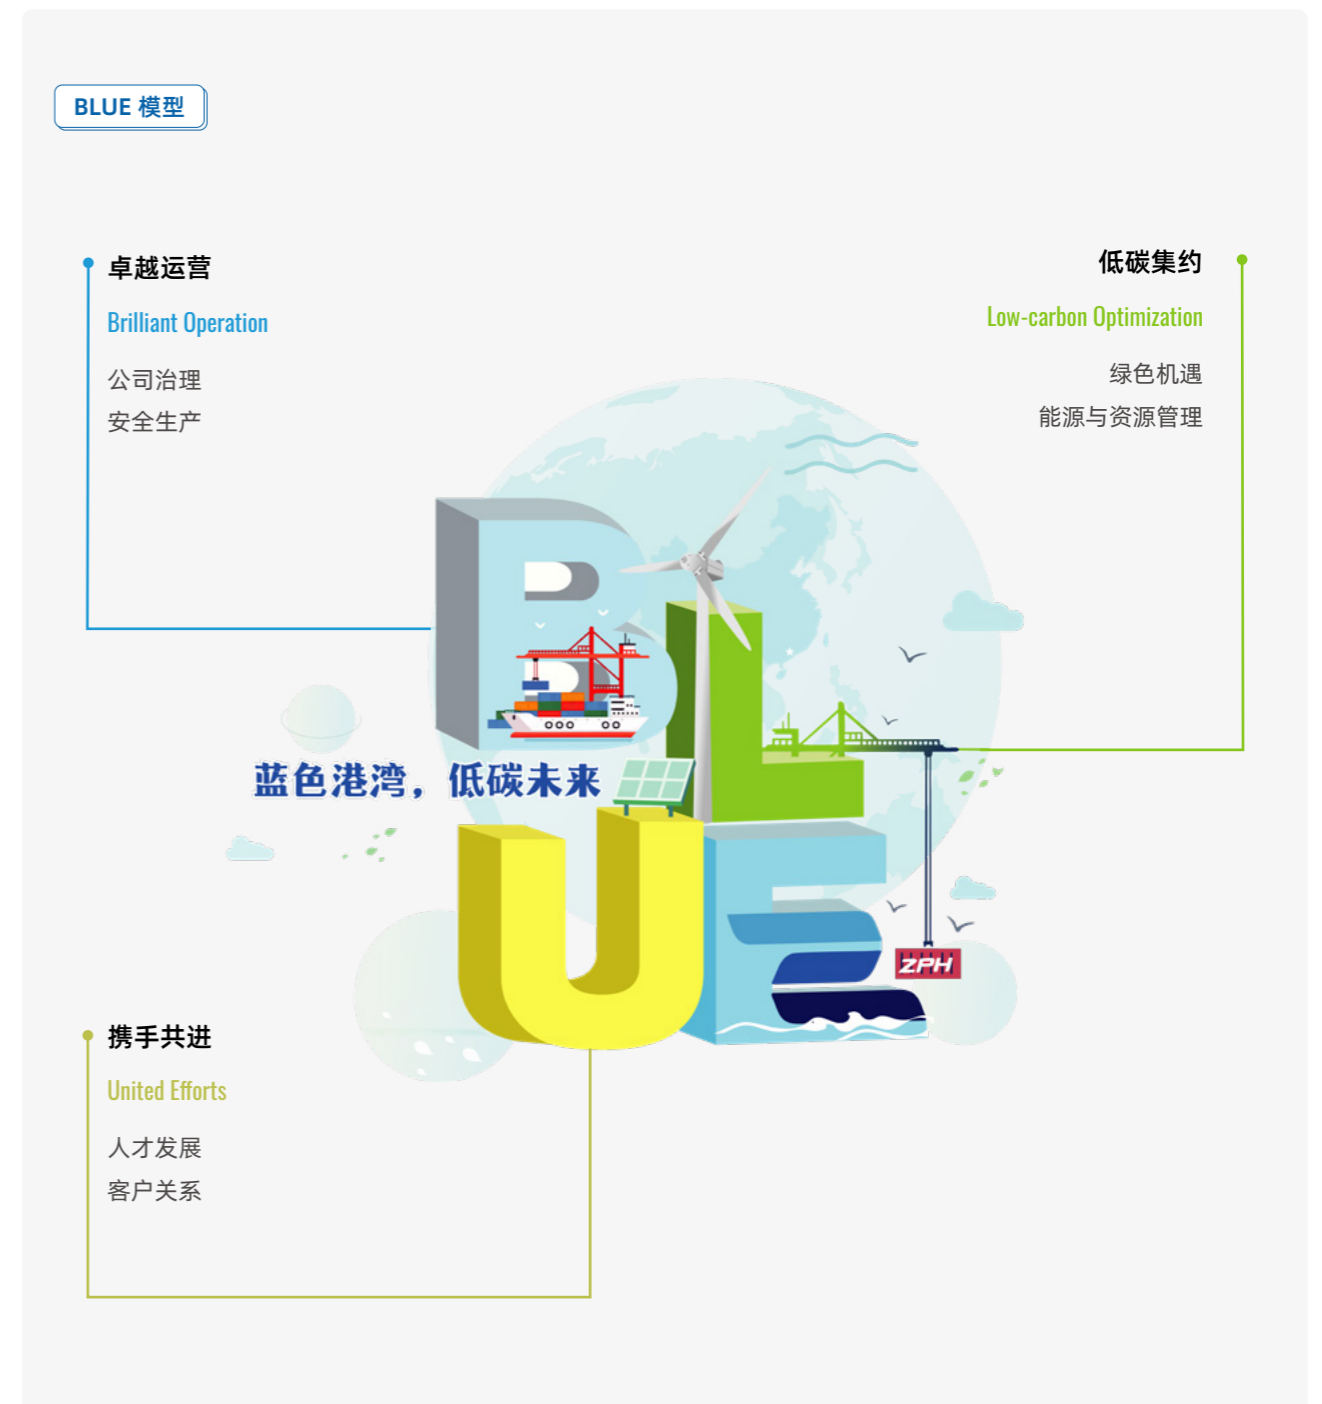 BLUE 模型
卓越运营
Brilliant Operation
公司治理
安全生产
低碳集约
Low-carbon Optimization
绿色机遇
能源与资源管理
BLUE
蓝色港湾，低碳未来
ZPH
携手共进
United Efforts
人才发展
客户关系